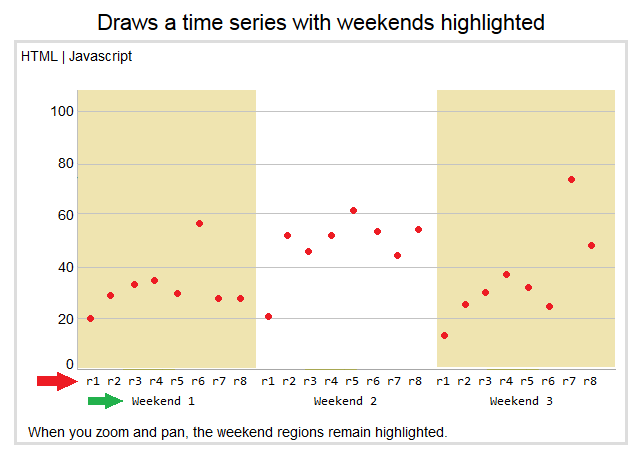 Draws a time series with weekends highlighted
HTML | Javascript
100
80
60
40
20
0
r1 r2 r3 r4 r5 r6 r7 r8 r1 r2 r3 r4 r5 r6 r7 r8 r1 r2 r3 r4 r5 r6 r7 r8
Weekend 1 Weekend 2 Weekend 3
When you zoom and pan, the weekend regions remain highlighted.